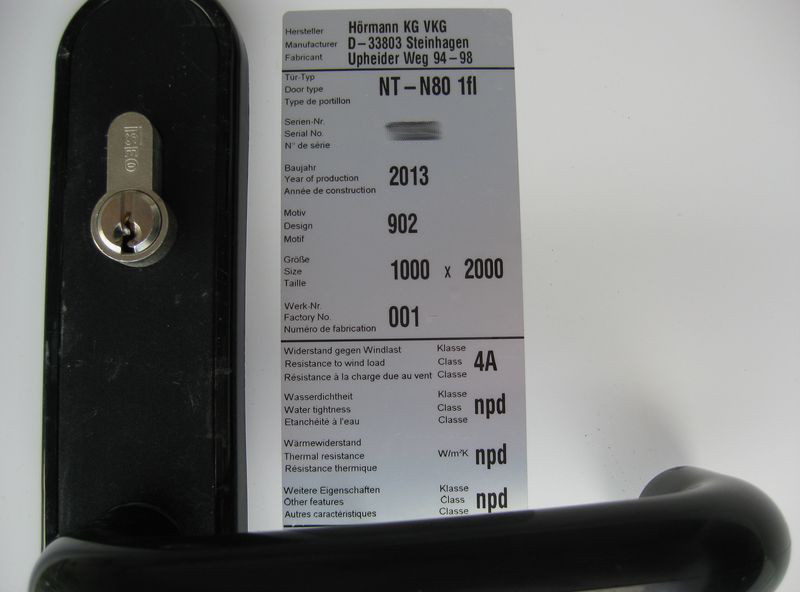 iseo
Hersteller Hörmann KG VKG
Manufacturer D-33803 Steinhagen
Fabricant Upheider Weg 94-98
Tür-Typ
Door type NT-N80 1fl
Type de portillon
Serien-Nr.
Serial No.
N° de série
Baujahr
Year of production 2013
Année de construction
Motiv
Design 902
Motif
Größe
Size 1000 x 2000
Taille
Werk-Nr.
Factory No. 001
Numéro de fabrication
Widerstand gegen Windlast Klasse
Resistance to wind load Class 4A
Résistance à la charge due au vent Classe
Wasserdichtheit Klasse
Water tightness Class npd
Etanchéité à l'eau Classe
Wärmewiderstand
Thermal resistance W/m²K npd
Résistance thermique
Weitere Eigenschaften Klasse
Other features Class npd
Autres caractéristiques Classe